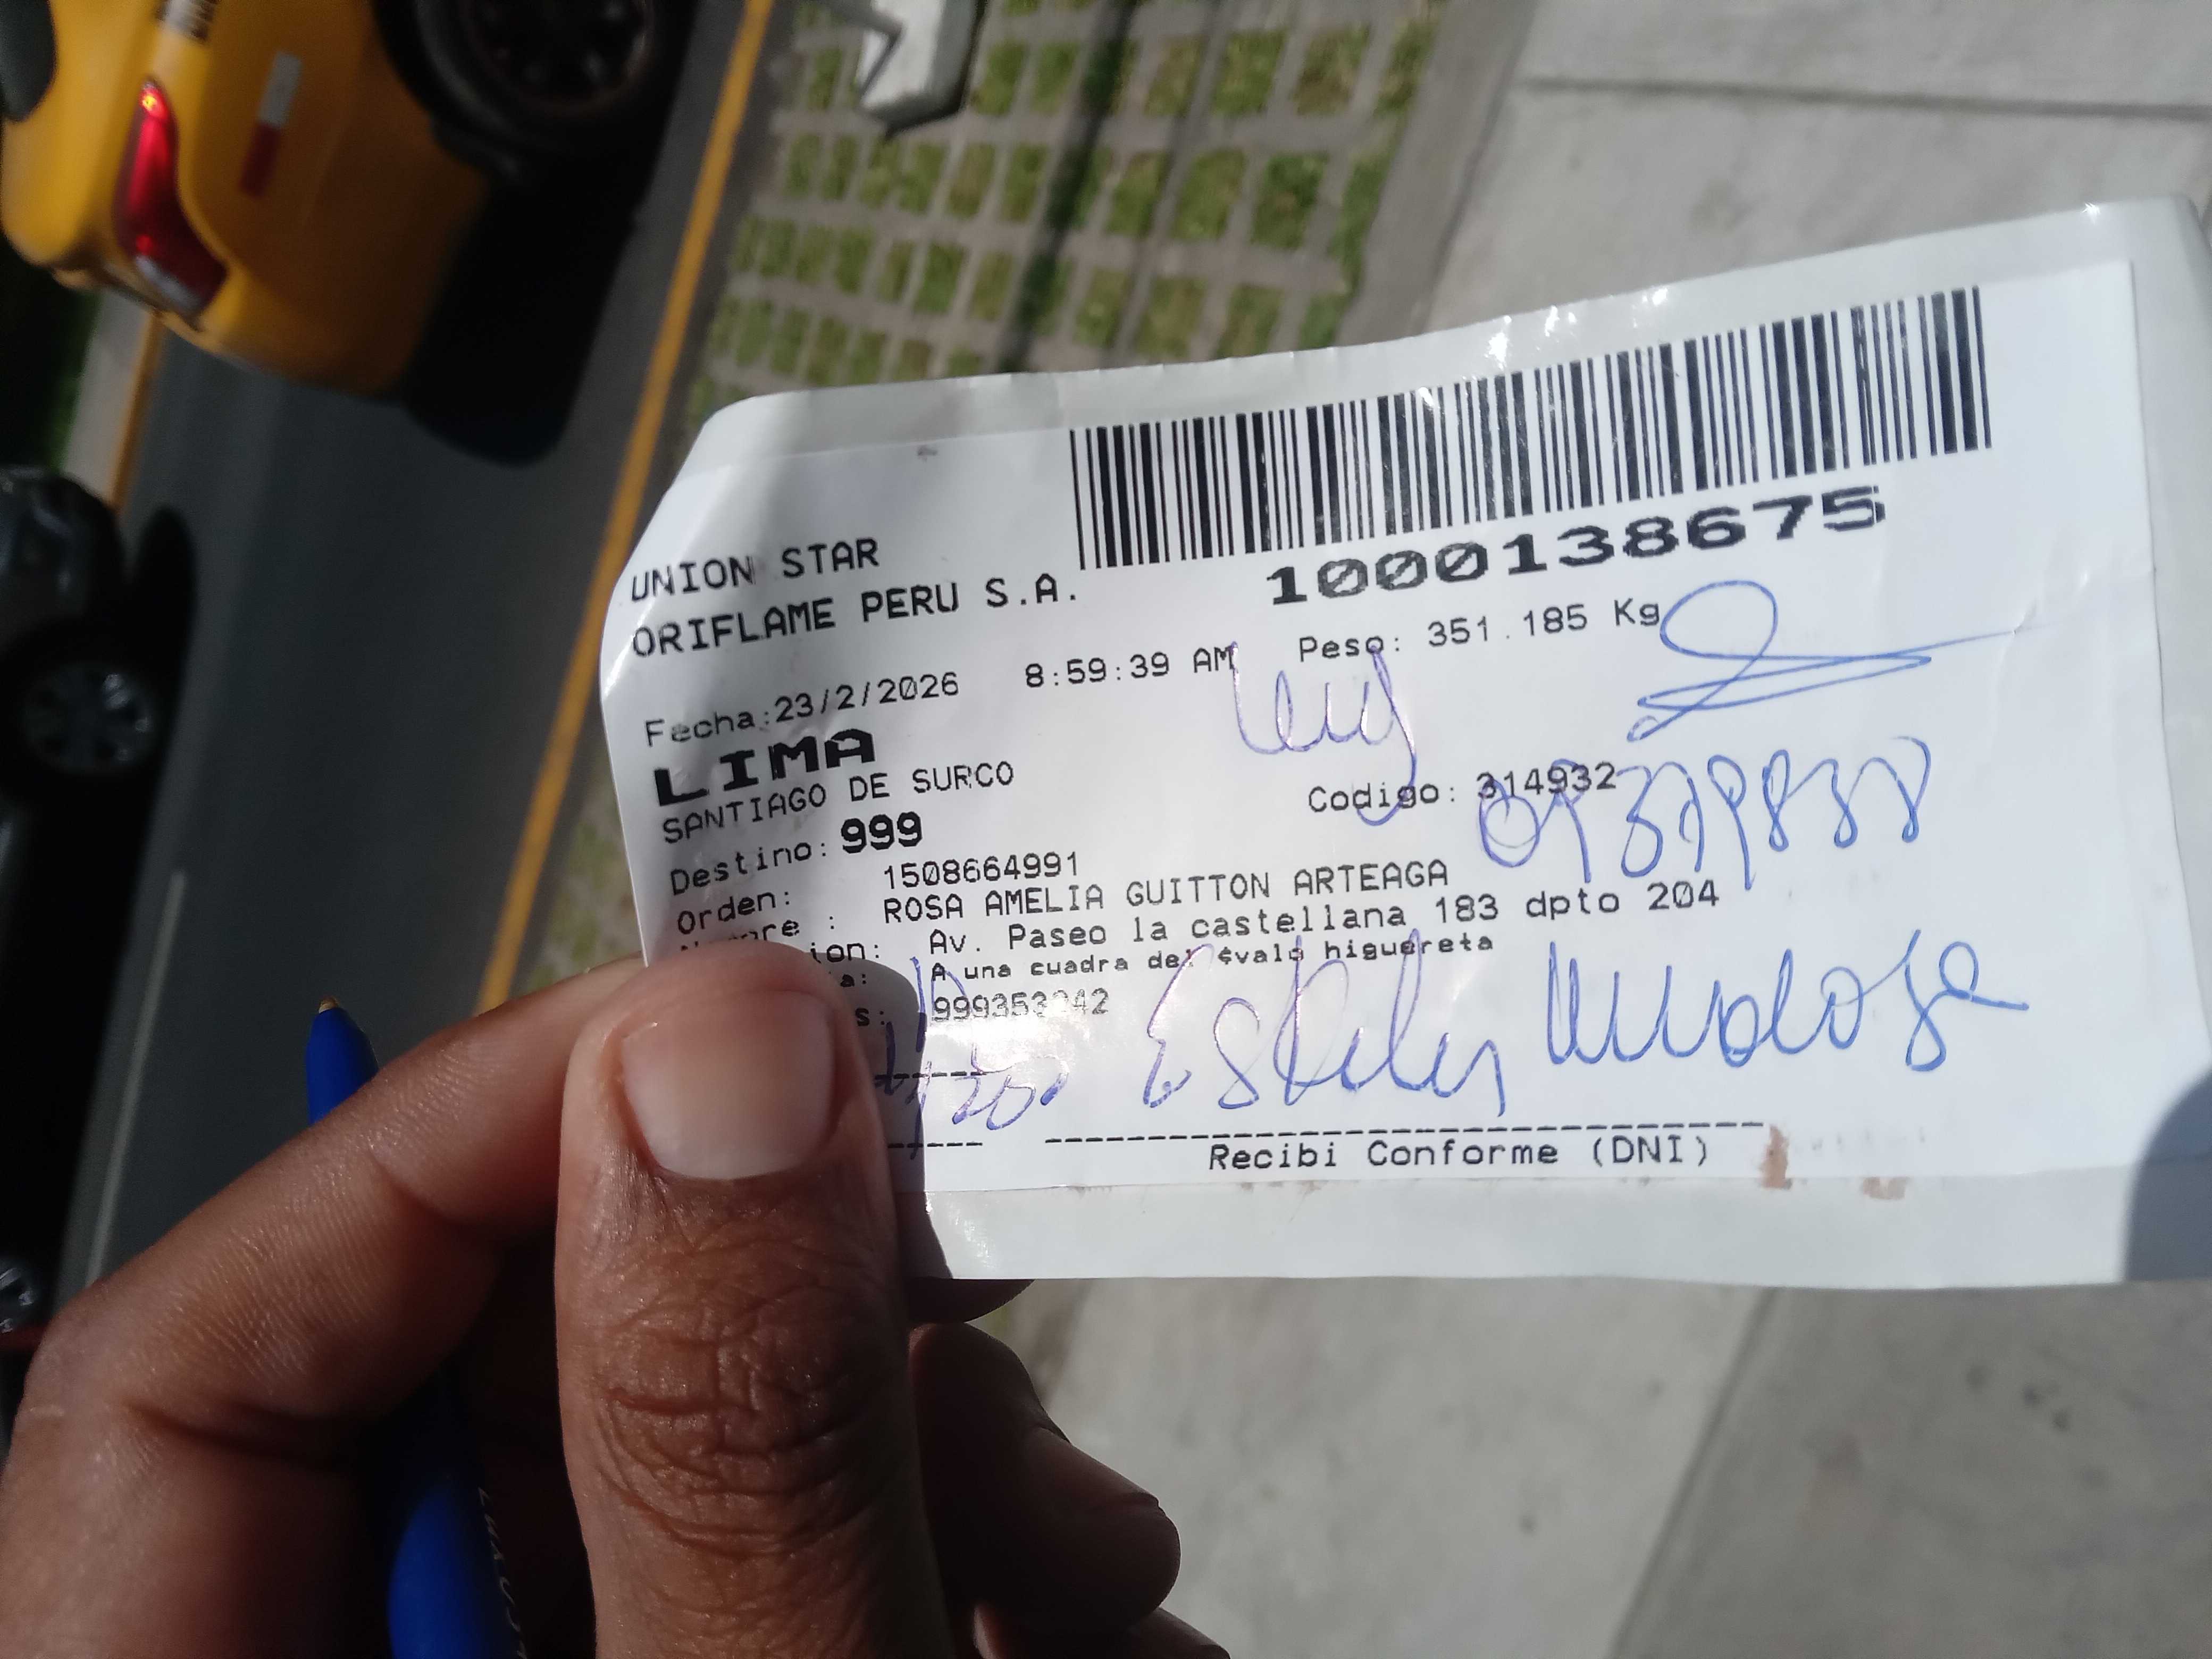 1000138675
UNION STAR
ORIFLAME PERU S.A.
Fecha:23/2/2026 8:59:39 AM Peso: 351.185 Kg
LIMA
SANTIAGO DE SURCO
Codigo: 314932
Destino: 999
Orden: 1508664991
ROSA AMELIA GUITTON ARTEAGA
Av. Paseo la castellana 183 dpto 204
A una cuadra del higuereta
Recibi Conforme (DNI)